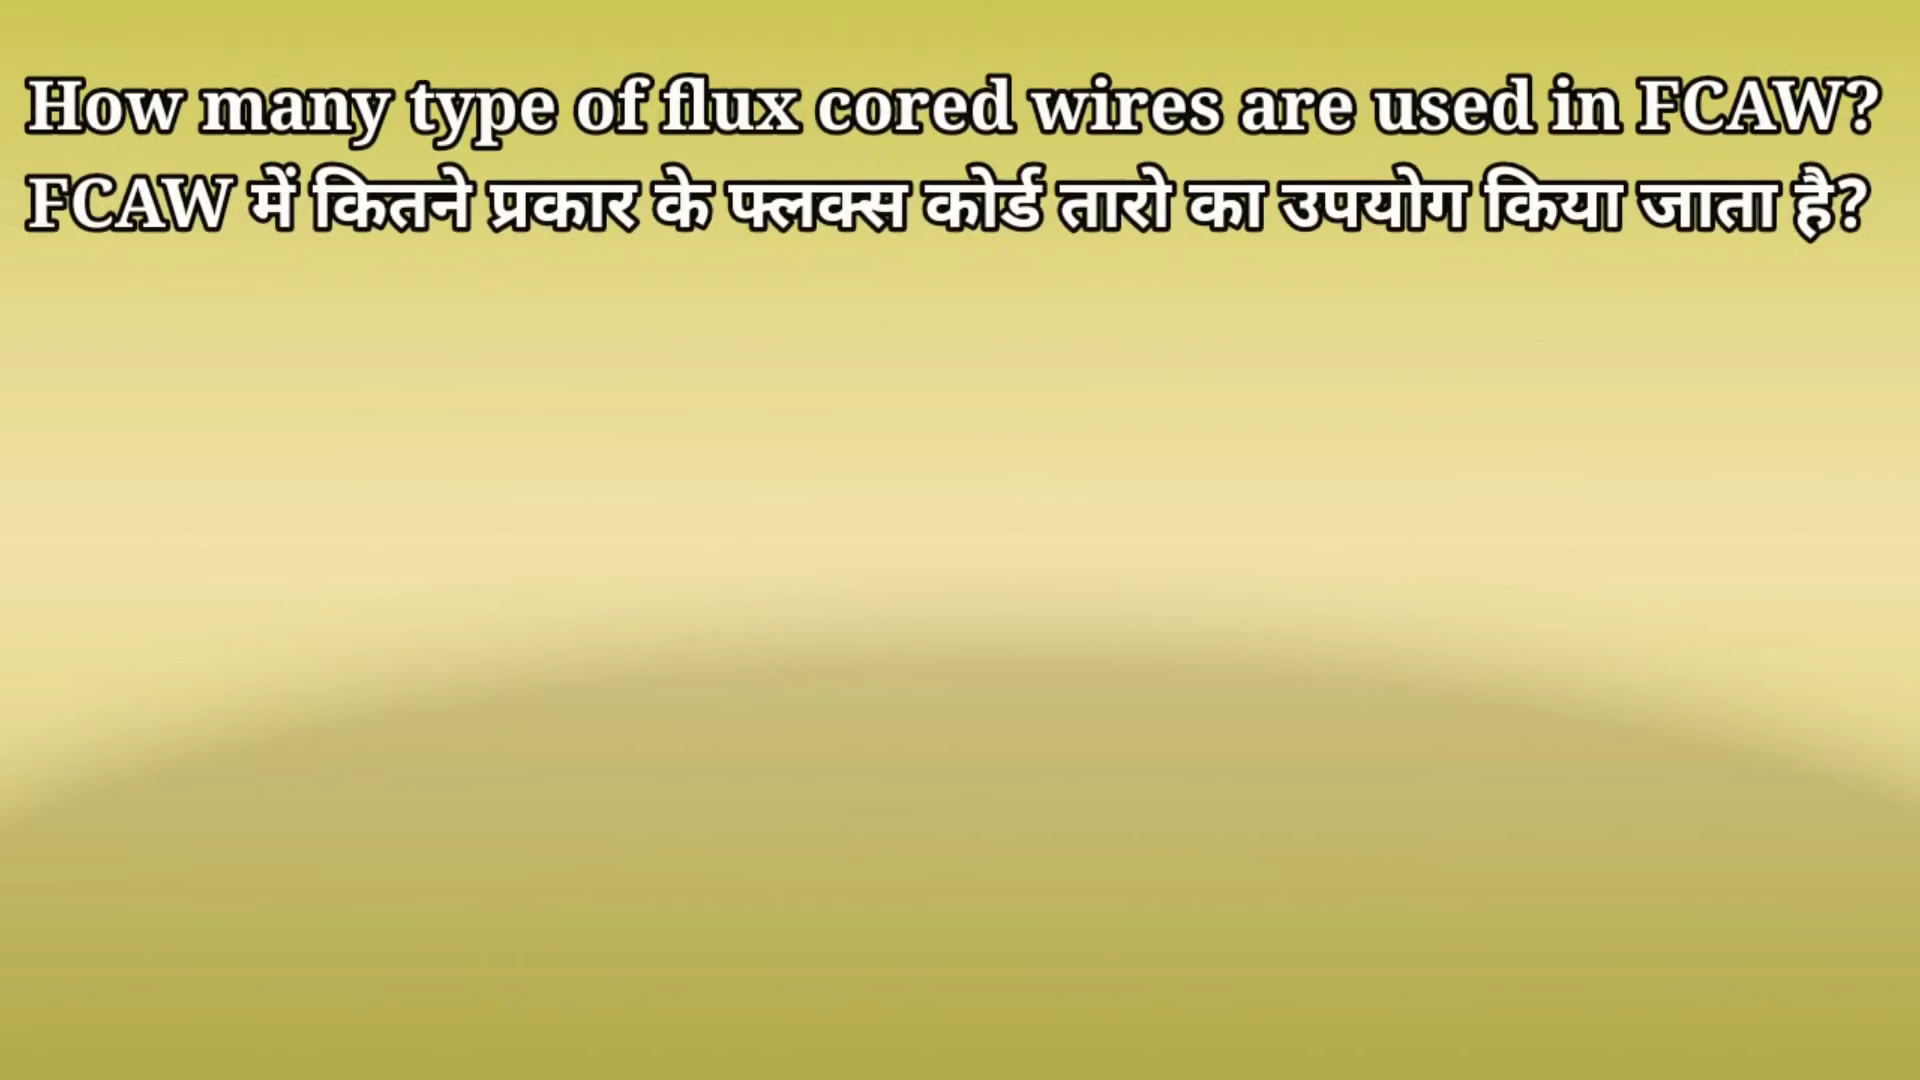 How many type of flux cored wires are used in FCAW?
FCAW में कितने प्रकार के फ्लक्स कोर्ड तारो का उपयोग किया जाता है?